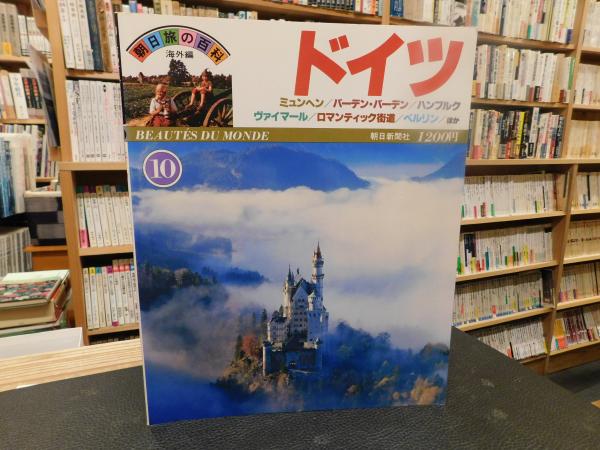 朝日旅の百科
海外編
ドイツ
ミュンヘン/バーデン・バーデン/ハンブルク
ヴァイマール/ロマンティック街道/ベルリン/ほか
BEAUTÉS DU MONDE
朝日新聞社 1200円
10